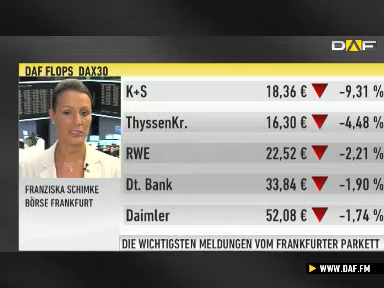 DAF
DAF FLOPS DAX30
K+S 18,36 € -9,31 %
ThyssenKr. 16,30 € -4,48 %
RWE 22,52 € -2,21 %
Dt. Bank 33,84 € -1,90 %
Daimler 52,08 € -1,74 %
FRANZISKA SCHIMKE
BÖRSE FRANKFURT
DIE WICHTIGSTEN MELDUNGEN VOM FRANKFURTER PARKETT
WWW.DAF.FM